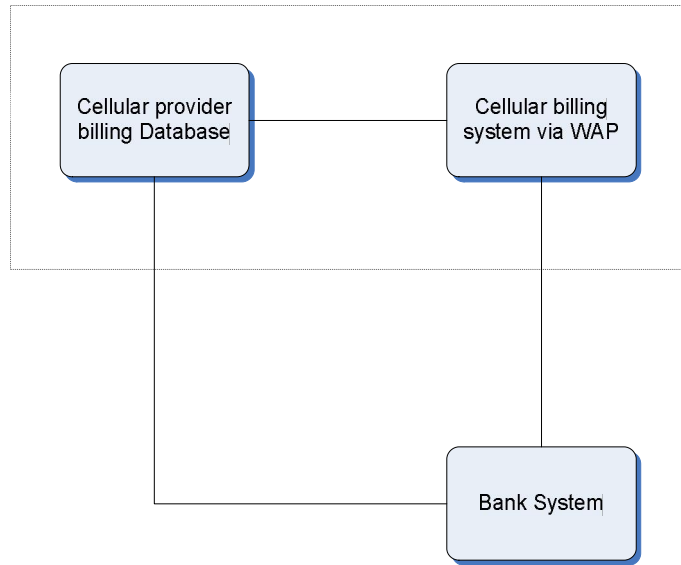 Cellular provider
billing Database
Cellular billing
system via WAP
Bank System